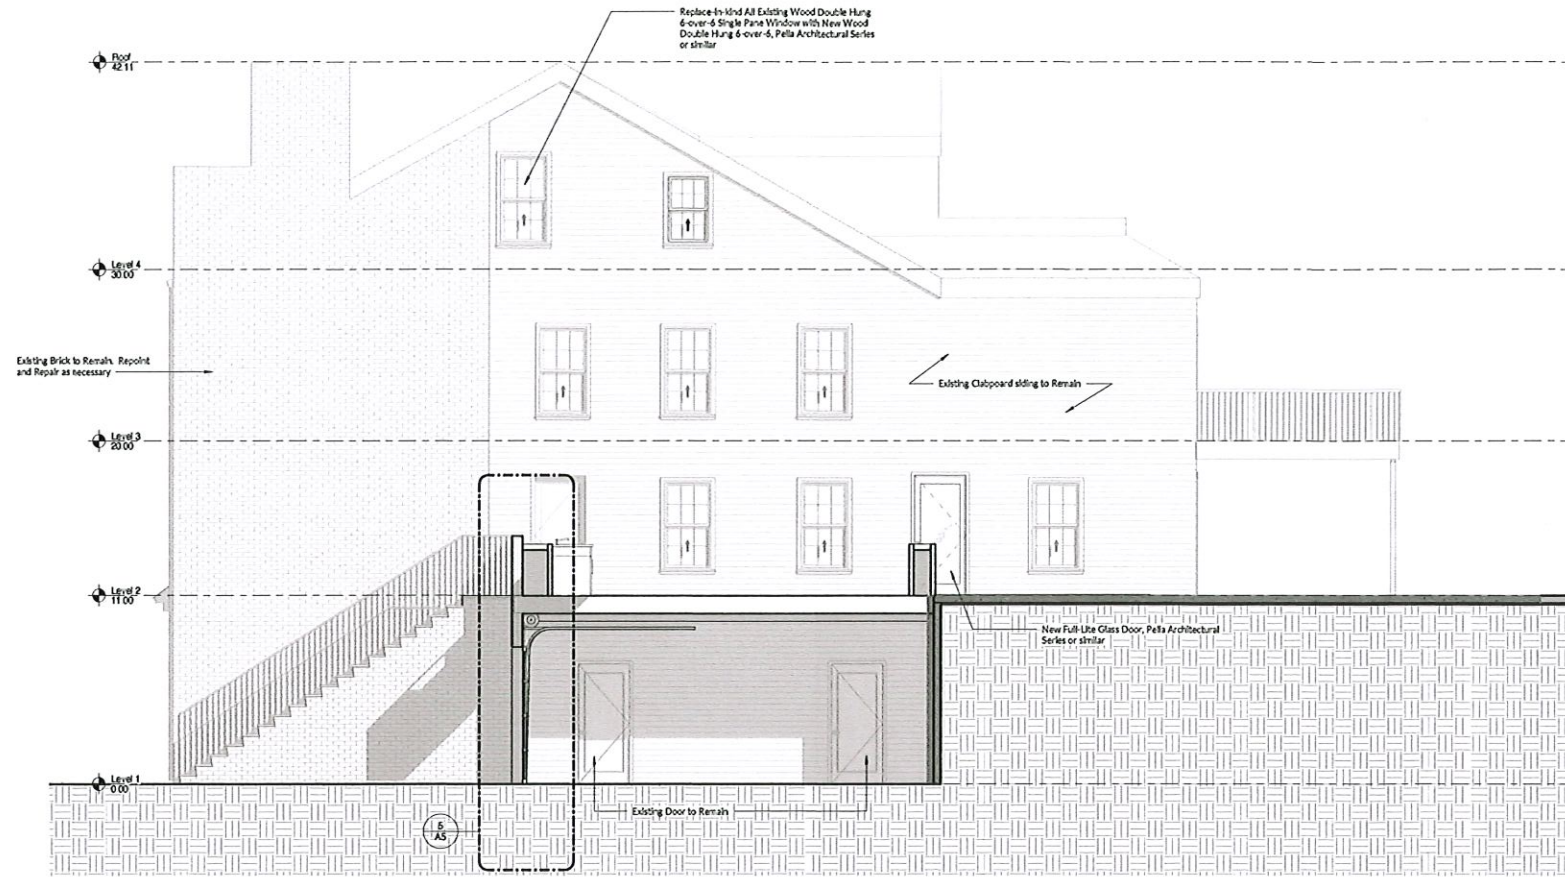 Replace-in-kind All Existing Wood Double Hung
6-over-6 Single Pane Window with New Wood
Double Hung 6-over-6, Pella Architectural Series
or similar
Roof
42.11
Level 4
30.00
Existing Brick to Remain. Repoint
and Repair as necessary
Existing Clabpoard siding to Remain
Level 3
20.00
Level 2
11.00
New Full-Lite Glass Door, Pella Architectural
Series or similar
Level 1
0.00
Existing Door to Remain
5
A5